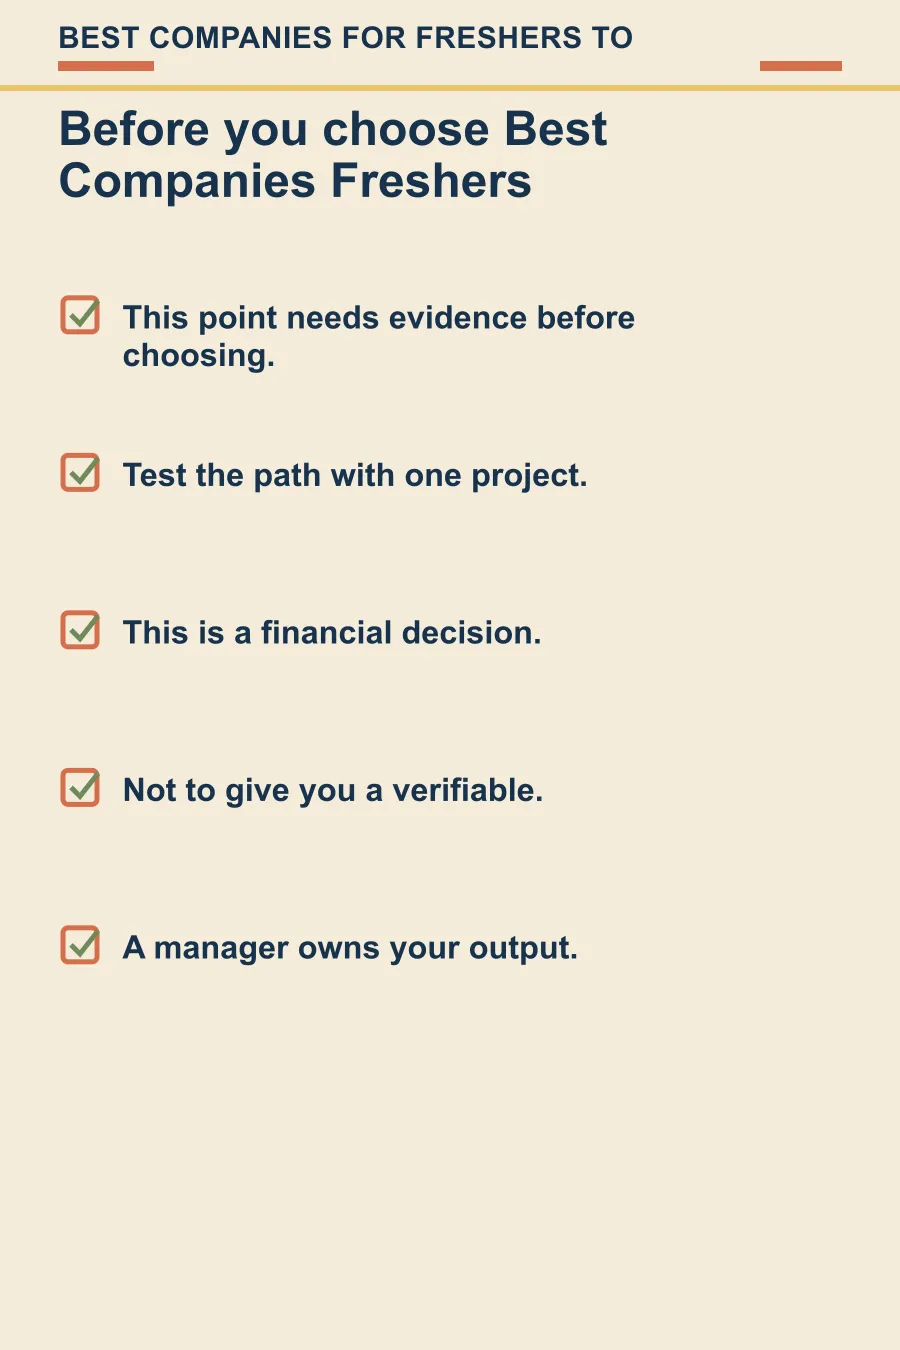 BEST COMPANIES FOR FRESHERS TO
Before you choose Best
Companies Freshers
This point needs evidence before
choosing.
Test the path with one project.
This is a financial decision.
Not to give you a verifiable.
A manager owns your output.